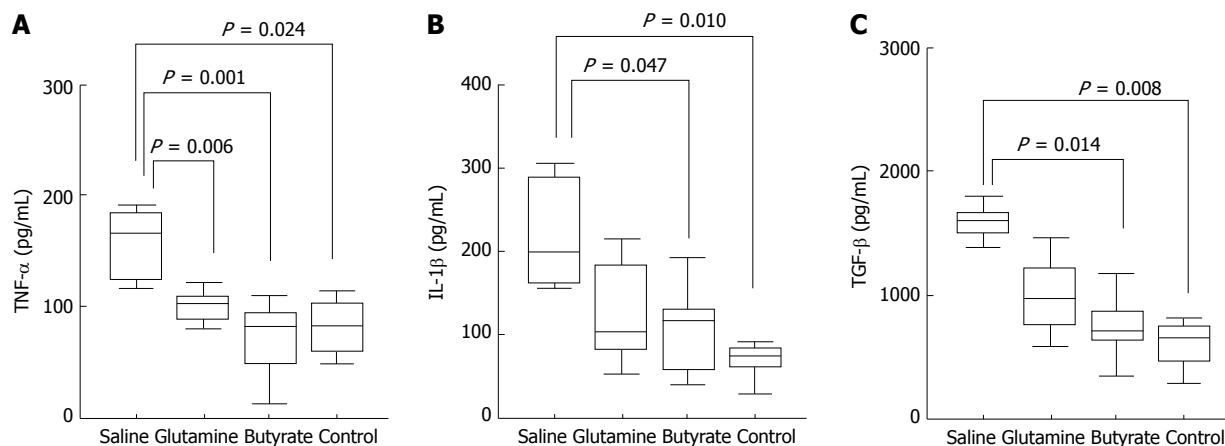 A
P = 0.024
300
P = 0.001
P = 0.006
200
TNF-α (pg/mL)
100
0
Saline Glutamine Butyrate Control
B
P = 0.010
400
P = 0.047
300
IL-1β (pg/mL)
200
100
0
Saline Glutamine Butyrate Control
C
3000
P = 0.008
P = 0.014
2000
TGF-β (pg/mL)
1000
0
Saline Glutamine Butyrate Control